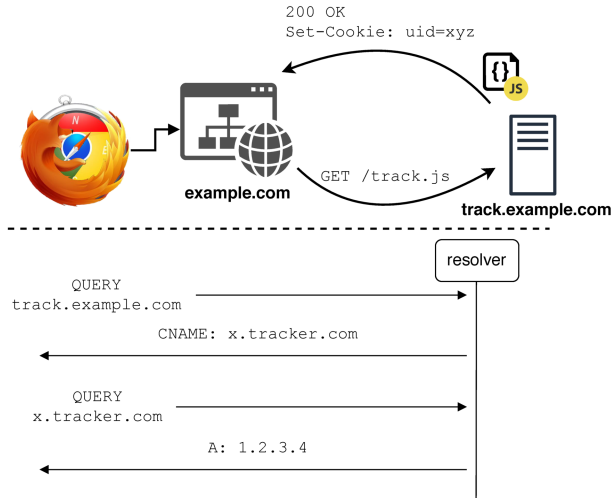 200 OK
Set-Cookie: uid=xyz
{}
JS
N
example.com
GET /track.js
track.example.com
resolver
QUERY
track.example.com
CNAME: x.tracker.com
QUERY
x.tracker.com
A: 1.2.3.4